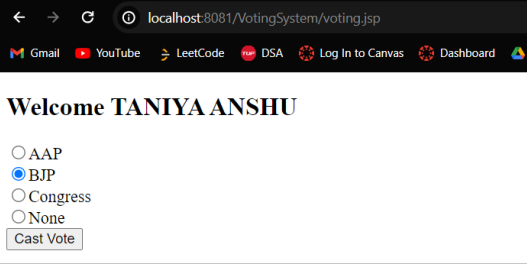 localhost:8081/VotingSystem/voting.jsp
Gmail YouTube LeetCode TUF DSA Log In to Canvas Dashboard
Welcome TANIYA ANSHU
AAP
BJP
Congress
None
Cast Vote